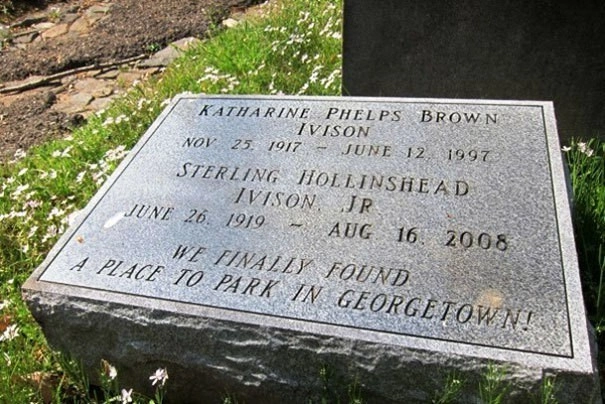 KATHARINE PHELPS BROWN
IVISON
NOV 25, 1917 ~ JUNE 12, 1997
STERLING HOLLINSHEAD
IVISON, JR
JUNE 26, 1919 ~ AUG 16, 2008
WE FINALLY FOUND
A PLACE TO PARK IN GEORGETOWN!